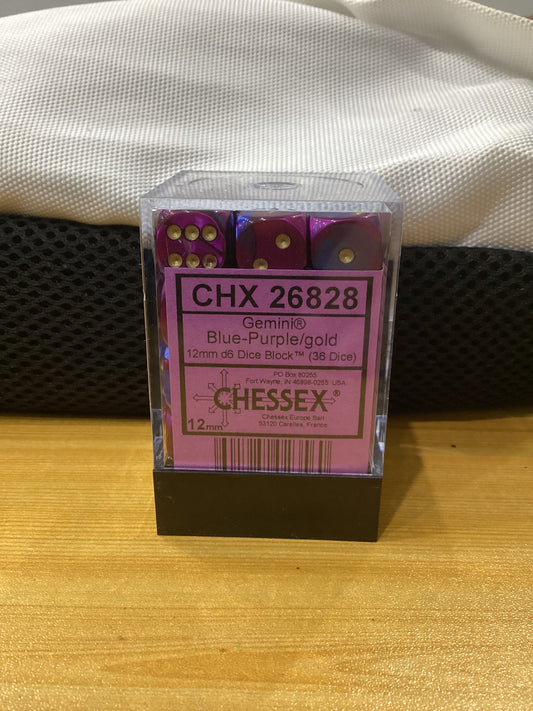 CHX 26828
Gemini®
Blue-Purple/gold
12mm d6 Dice Block™ (36 Dice)
PO Box 80255
Fort Wayne, IN 46898-0255 USA
CHESSEX®
Chessex Europe Sarl
53120 Carelles, France
12mm